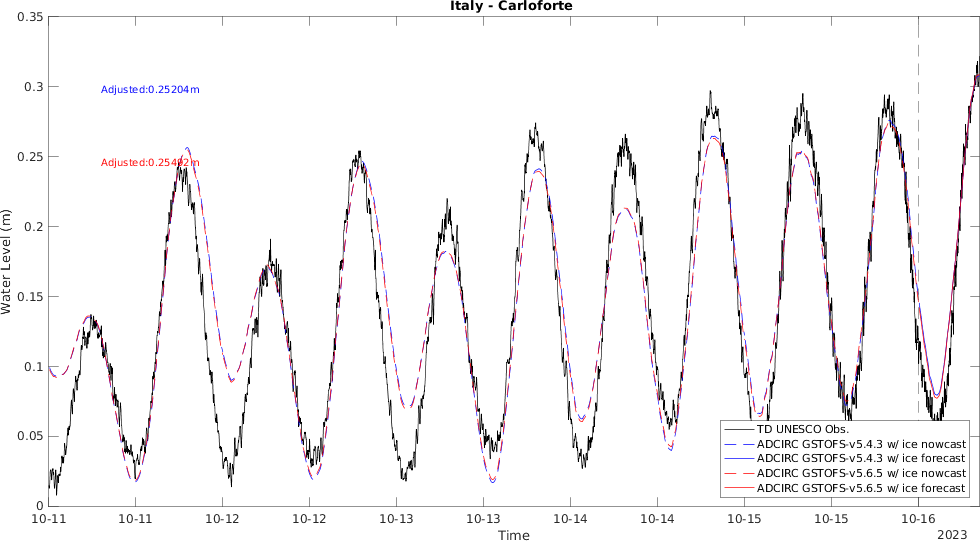 Italy - Carloforte
0.35
0.3
0.25
0.2
0.15
0.1
0.05
0
Water Level (m)
Adjusted:0.25204m
Adjusted:0.25492m
TD UNESCO Obs.
ADCIRC GSTOFS-v5.4.3 w/ ice nowcast
ADCIRC GSTOFS-v5.4.3 w/ ice forecast
ADCIRC GSTOFS-v5.6.5 w/ ice nowcast
ADCIRC GSTOFS-v5.6.5 w/ ice forecast
10-11 10-11 10-12 10-12 10-13 10-13 10-14 10-14 10-15 10-15 10-16
Time
2023